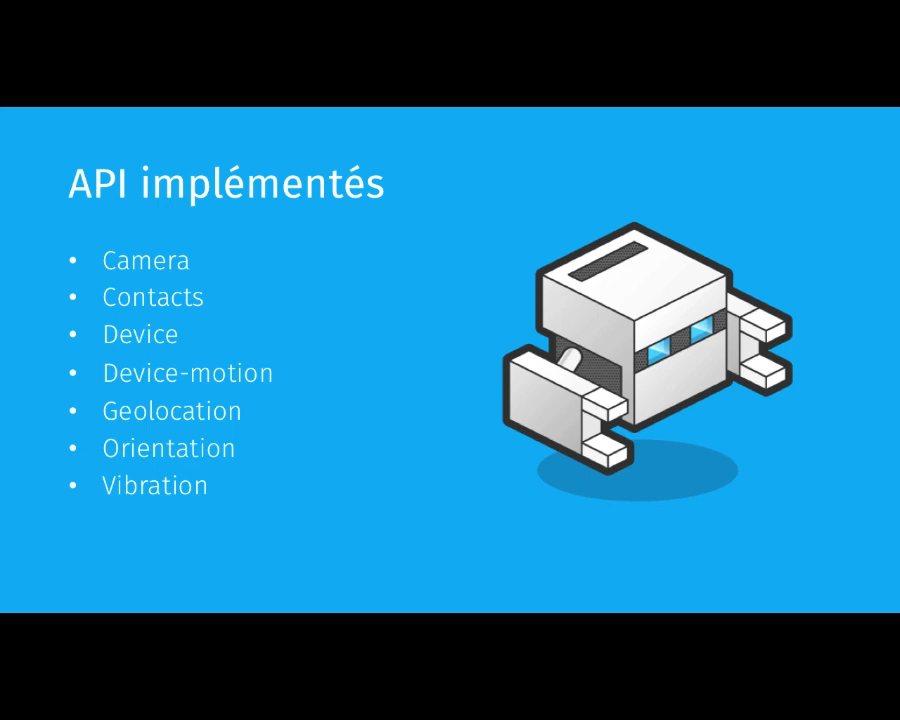 API implémentés
• Camera
• Contacts
• Device
• Device-motion
• Geolocation
• Orientation
• Vibration